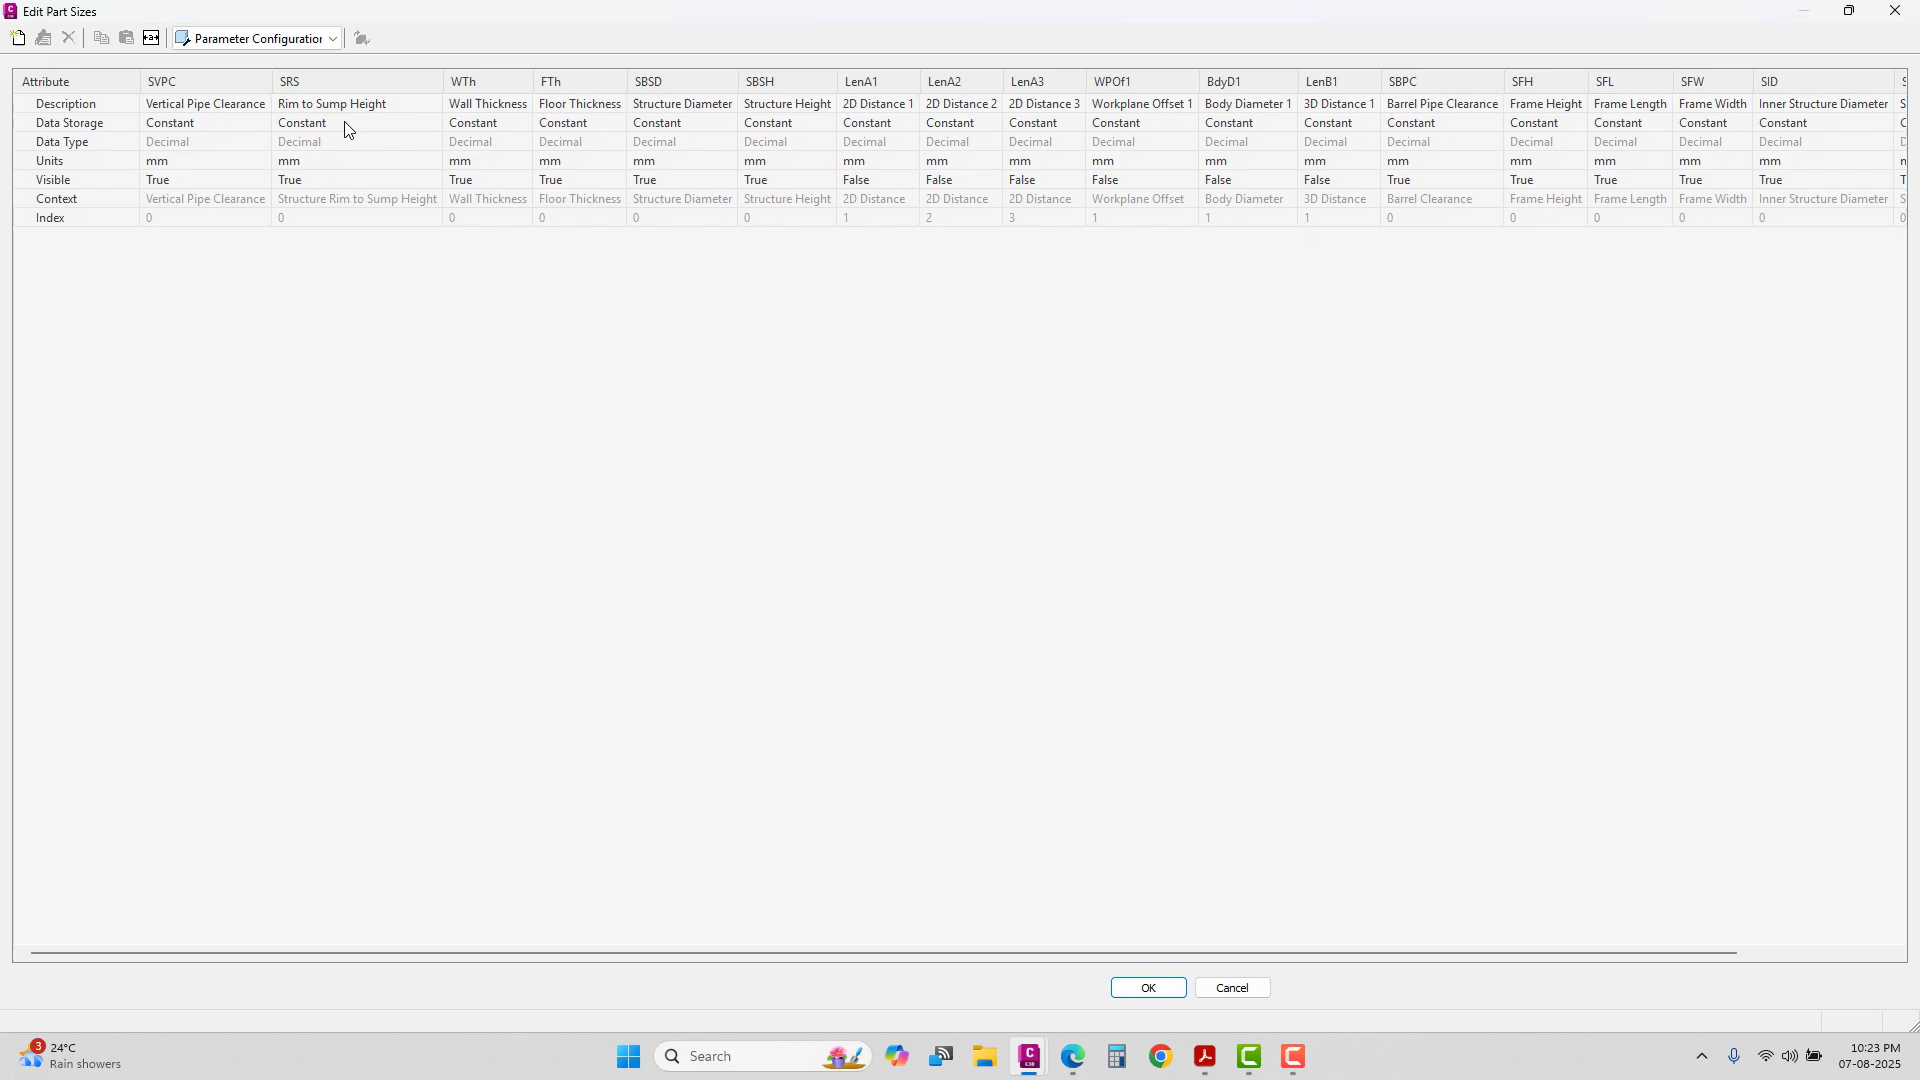 Edit Part Sizes
Parameter Configuration
Attribute SVPC SRS WTh FTh SBSD SBSH LenA1 LenA2 LenA3 WPOf1 BdyD1 LenB1 SBPC SFH SFL SFW SID
Description Vertical Pipe Clearance Rim to Sump Height Wall Thickness Floor Thickness Structure Diameter Structure Height 2D Distance 1 2D Distance 2 2D Distance 3 Workplane Offset 1 Body Diameter 1 3D Distance 1 Barrel Pipe Clearance Frame Height Frame Length Frame Width Inner Structure Diameter
Data Storage Constant Constant Constant Constant Constant Constant Constant Constant Constant Constant Constant Constant Constant Constant Constant Constant Constant
Data Type Decimal Decimal Decimal Decimal Decimal Decimal Decimal Decimal Decimal Decimal Decimal Decimal Decimal Decimal Decimal Decimal Decimal
Units mm mm mm mm mm mm mm mm mm mm mm mm mm mm mm mm mm
Visible True True True True True True False False False False False False True True True True True
Context Vertical Pipe Clearance Structure Rim to Sump Height Wall Thickness Floor Thickness Structure Diameter Structure Height 2D Distance 2D Distance 2D Distance Workplane Offset Body Diameter 3D Distance Barrel Clearance Frame Height Frame Length Frame Width Inner Structure Diameter
Index 0 0 0 0 0 0 1 2 3 1 1 1 0 0 0 0 0
OK Cancel
3 24°C
Rain showers
Search
10:23 PM
07-08-2025